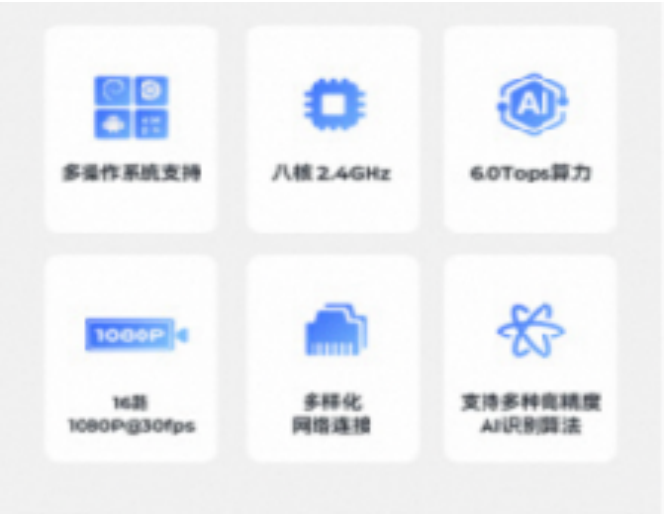 多操作系统支持
八核 2.4GHz
AI
6.0Tops算力
1080P
16路
1080P@30fps
多样化
网络连接
支持多种高精度
AI识别算法